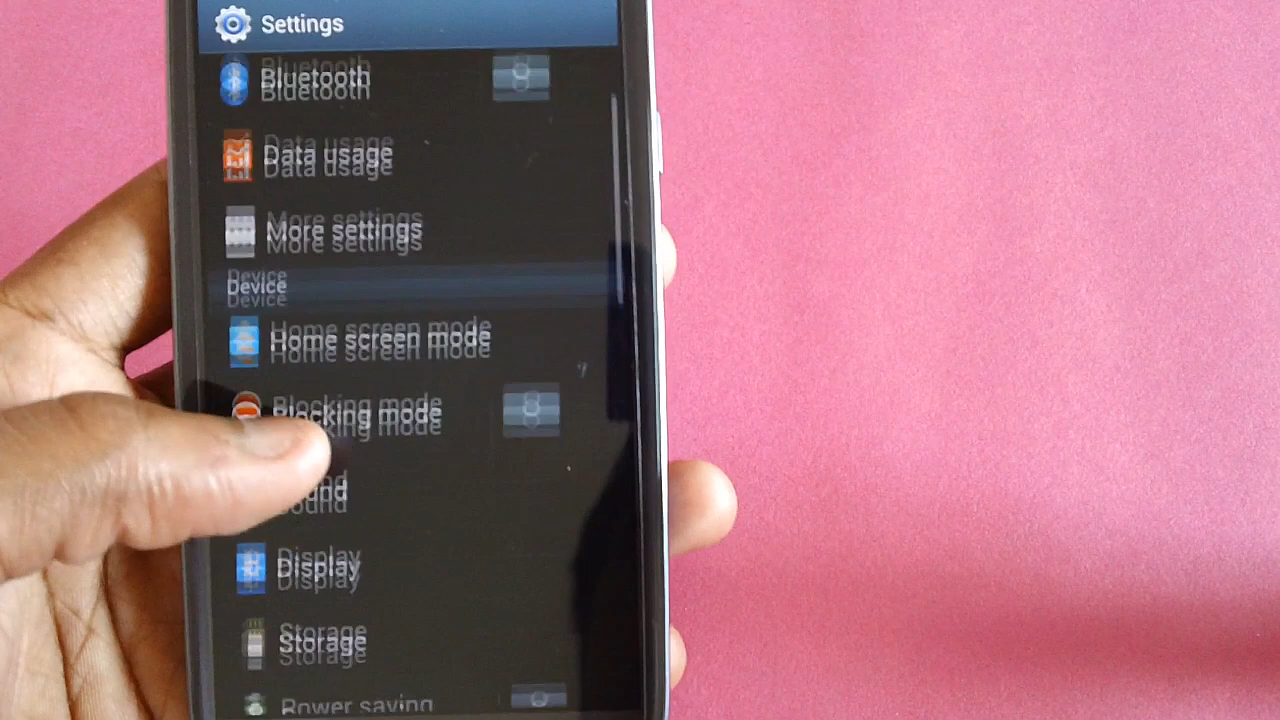 Settings
Bluetooth
Data usage
More settings
Device
Home screen mode
Blocking mode
Sound
Display
Storage
Power saving